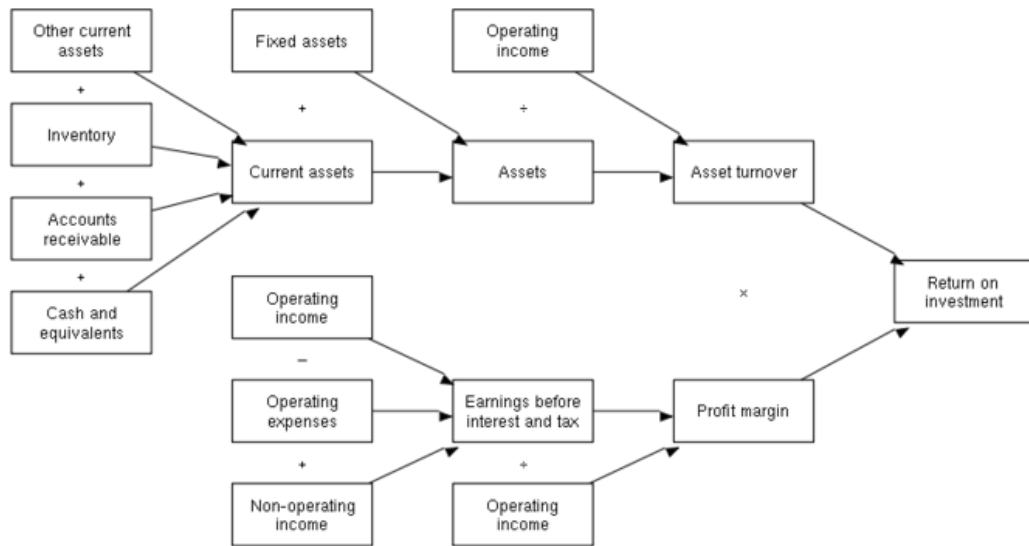 Other current
assets
+
Inventory
+
Accounts
receivable
+
Cash and
equivalents
Fixed assets
+
Current assets
Operating
income
÷
Assets
Asset turnover
Operating
income
−
Operating
expenses
+
Non-operating
income
Earnings before
interest and tax
÷
Operating
income
Profit margin
×
Return on
investment